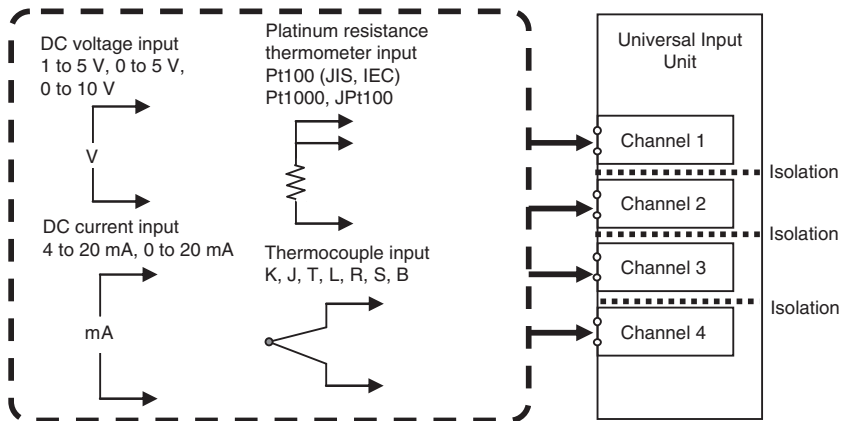 DC voltage input
1 to 5 V, 0 to 5 V,
0 to 10 V
V
DC current input
4 to 20 mA, 0 to 20 mA
mA
Platinum resistance
thermometer input
Pt100 (JIS, IEC)
Pt1000, JPt100
Thermocouple input
K, J, T, L, R, S, B
Universal Input
Unit
Channel 1
Isolation
Channel 2
Isolation
Channel 3
Isolation
Channel 4